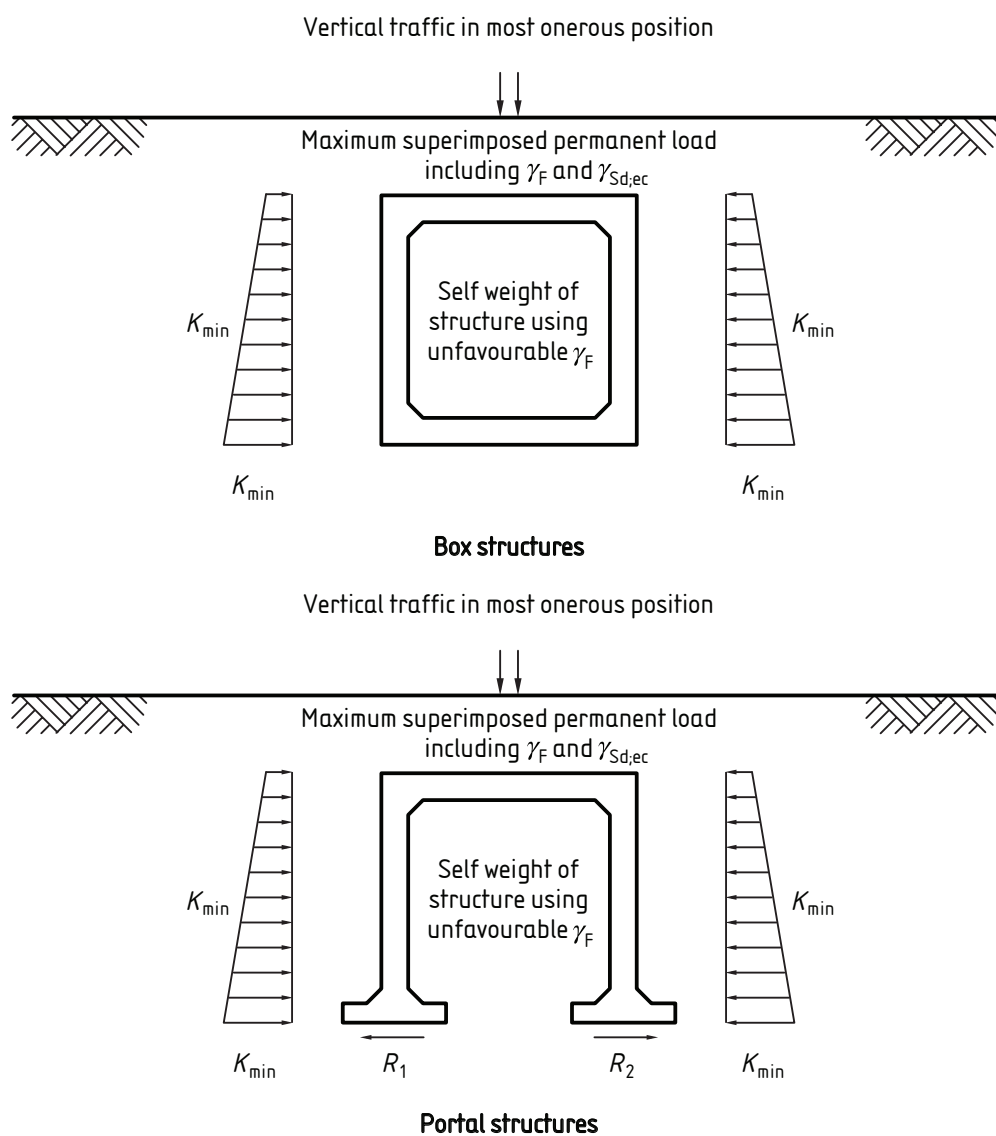 Vertical traffic in most onerous position
Maximum superimposed permanent load
including γF and γSd;ec
Kmin
Self weight of
structure using
unfavourable γF
Kmin
Kmin
Kmin
Box structures
Vertical traffic in most onerous position
Maximum superimposed permanent load
including γF and γSd;ec
Kmin
Self weight of
structure using
unfavourable γF
Kmin
Kmin
R1
R2
Kmin
Portal structures